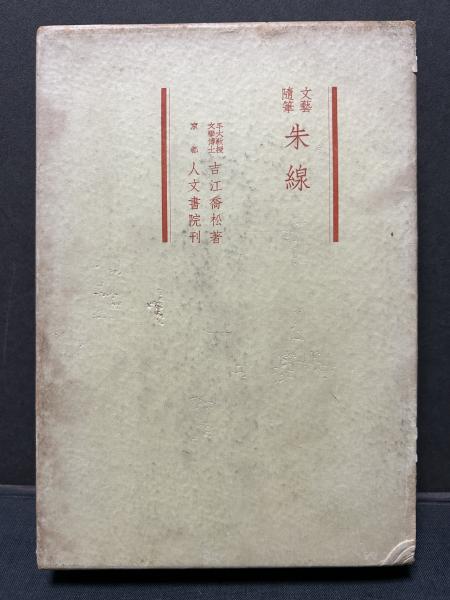 文藝
隨筆
朱線
早大教授
文學博士
吉江喬松著
京都 人文書院刊